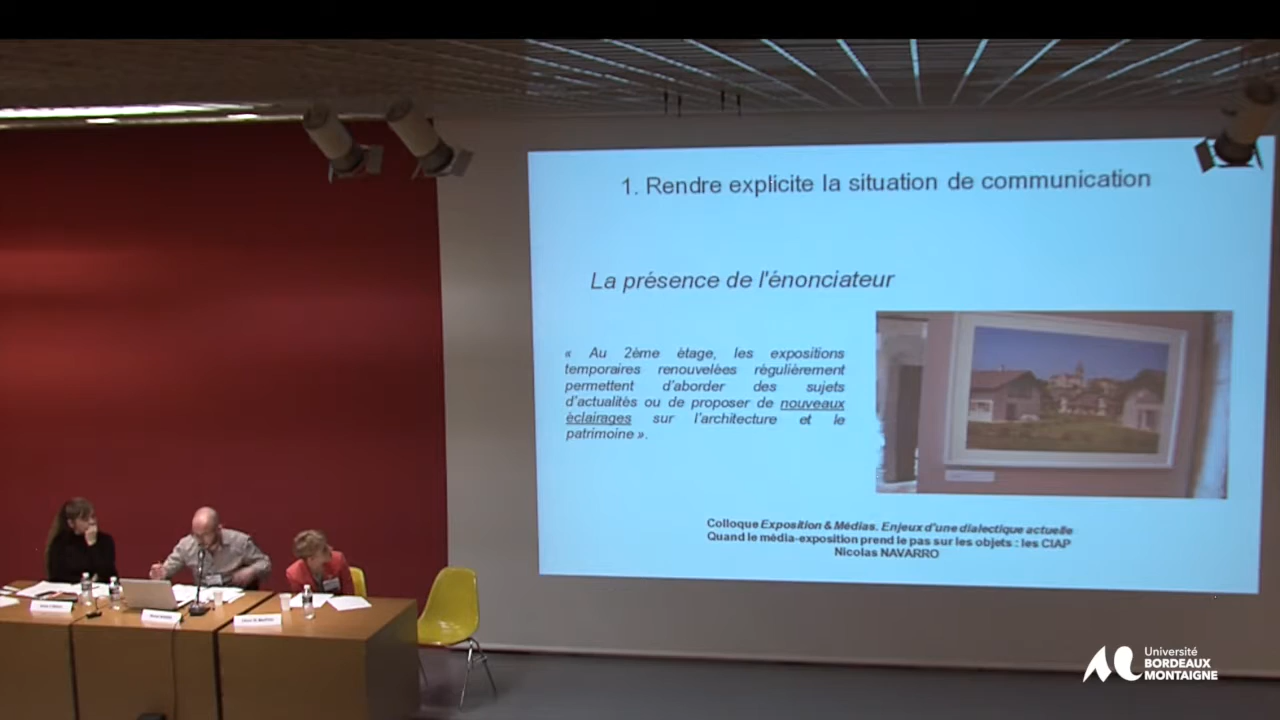 1. Rendre explicite la situation de communication
La présence de l'énonciateur
« Au 2ème étage, les expositions
temporaires renouvelées régulièrement
permettent d'aborder des sujets
d'actualités ou de proposer de nouveaux
éclairages sur l'architecture et le
patrimoine ».
Colloque Exposition & Médias. Enjeux d'une dialectique actuelle
Quand le média-exposition prend le pas sur les objets : les CIAP
Nicolas NAVARRO
Université
BORDEAUX
MONTAIGNE